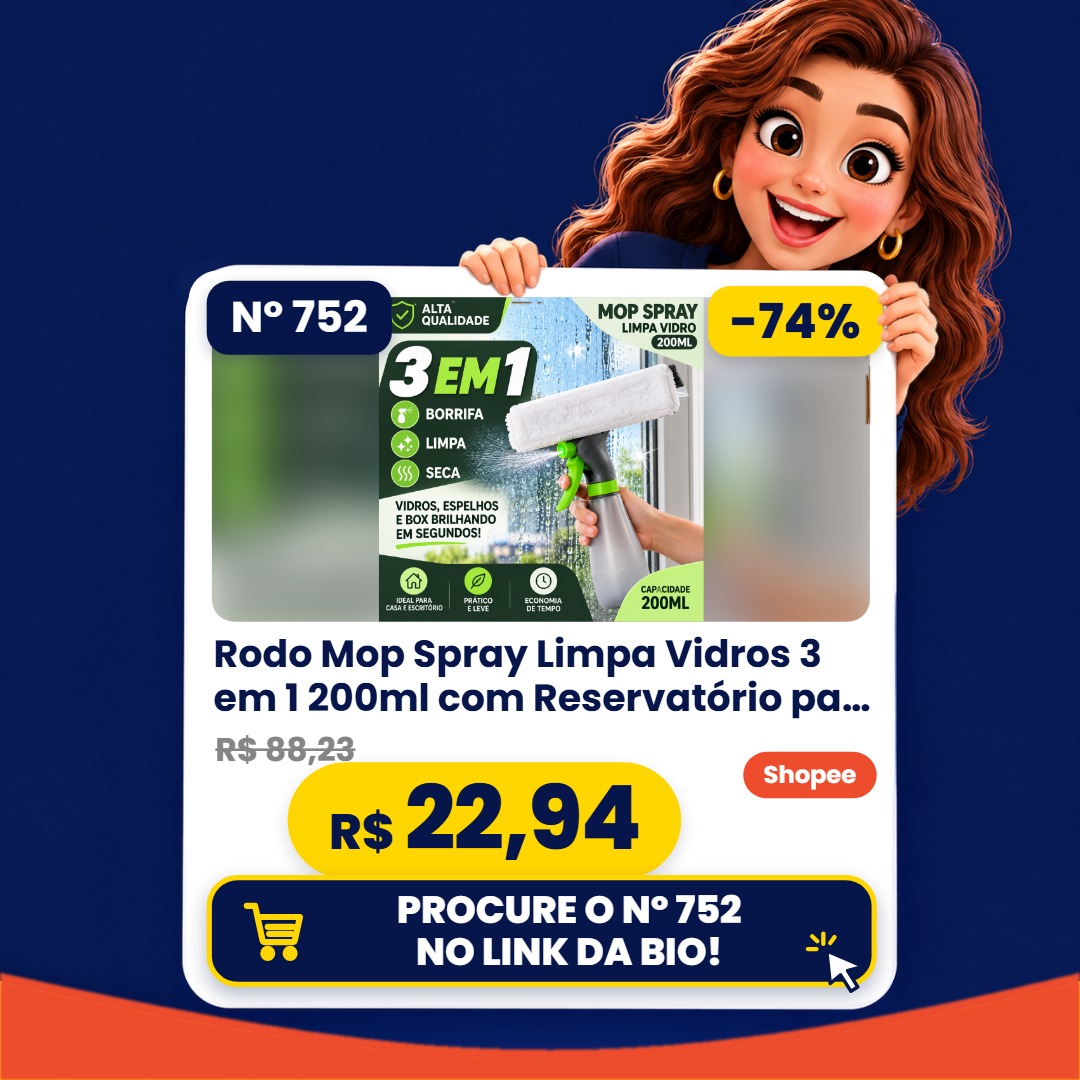 Nº 752
ALTA
QUALIDADE
MOP SPRAY
LIMPA VIDRO
200ML
-74%
3 EM 1
BORRIFA
LIMPA
SECA
VIDROS, ESPELHOS
E BOX BRILHANDO
EM SEGUNDOS!
IDEAL PARA
CASA E ESCRITÓRIO
PRÁTICO
E LEVE
ECONOMIA
DE TEMPO
CAPACIDADE
200ML
Rodo Mop Spray Limpa Vidros 3
em 1 200ml com Reservatório pa...
R$ 88,23
Shopee
R$ 22,94
PROCURE O Nº 752
NO LINK DA BIO!